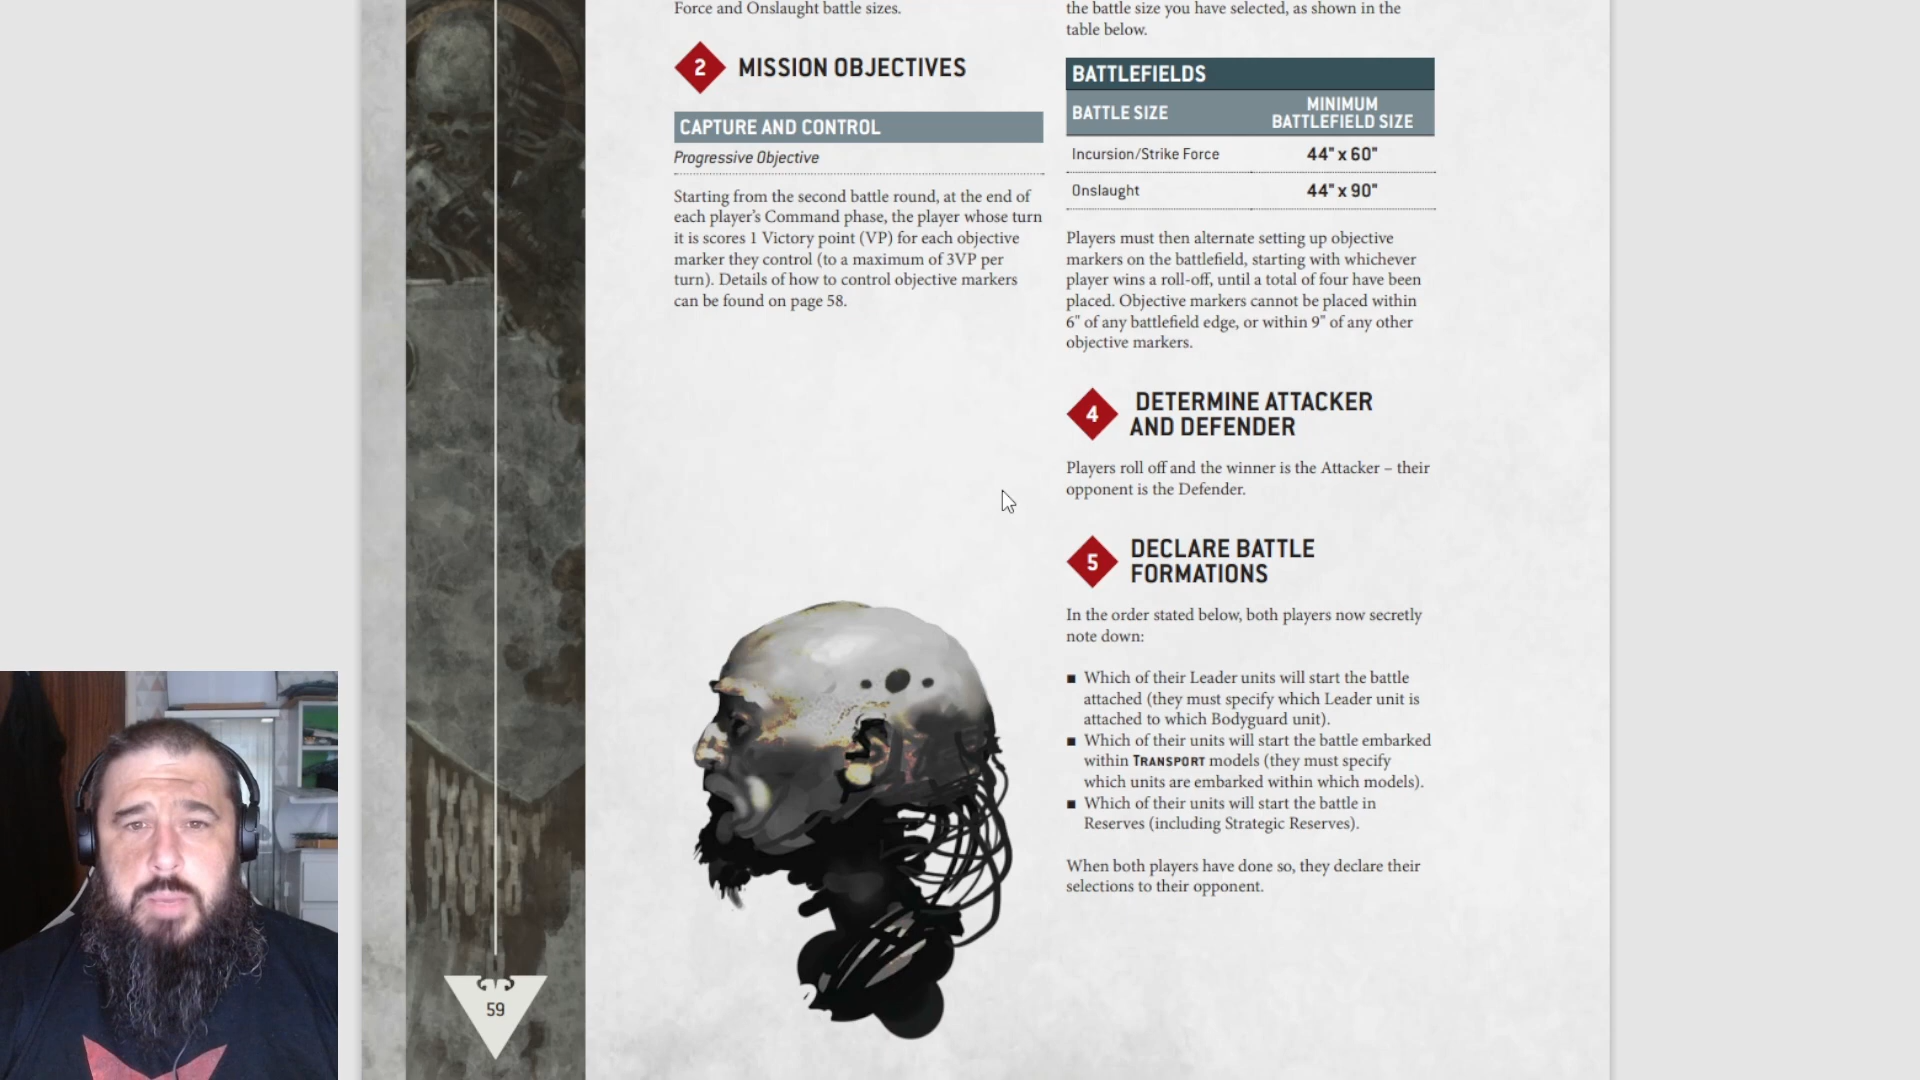 Force and Onslaught battle sizes.
2
MISSION OBJECTIVES
CAPTURE AND CONTROL
Progressive Objective
Starting from the second battle round, at the end of
each player's Command phase, the player whose turn
it is scores 1 Victory point (VP) for each objective
marker they control (to a maximum of 3VP per
turn). Details of how to control objective markers
can be found on page 58.
the battle size you have selected, as shown in the
table below.
BATTLEFIELDS
BATTLE SIZE
MINIMUM
BATTLEFIELD SIZE
Incursion/Strike Force 44" x 60"
Onslaught 44" x 90"
Players must then alternate setting up objective
markers on the battlefield, starting with whichever
player wins a roll-off, until a total of four have been
placed. Objective markers cannot be placed within
6" of any battlefield edge, or within 9" of any other
objective markers.
4
DETERMINE ATTACKER
AND DEFENDER
Players roll off and the winner is the Attacker – their
opponent is the Defender.
5
DECLARE BATTLE
FORMATIONS
In the order stated below, both players now secretly
note down:
■ Which of their Leader units will start the battle
attached (they must specify which Leader unit is
attached to which Bodyguard unit).
■ Which of their units will start the battle embarked
within TRANSPORT models (they must specify
which units are embarked within which models).
■ Which of their units will start the battle in
Reserves (including Strategic Reserves).
When both players have done so, they declare their
selections to their opponent.
59